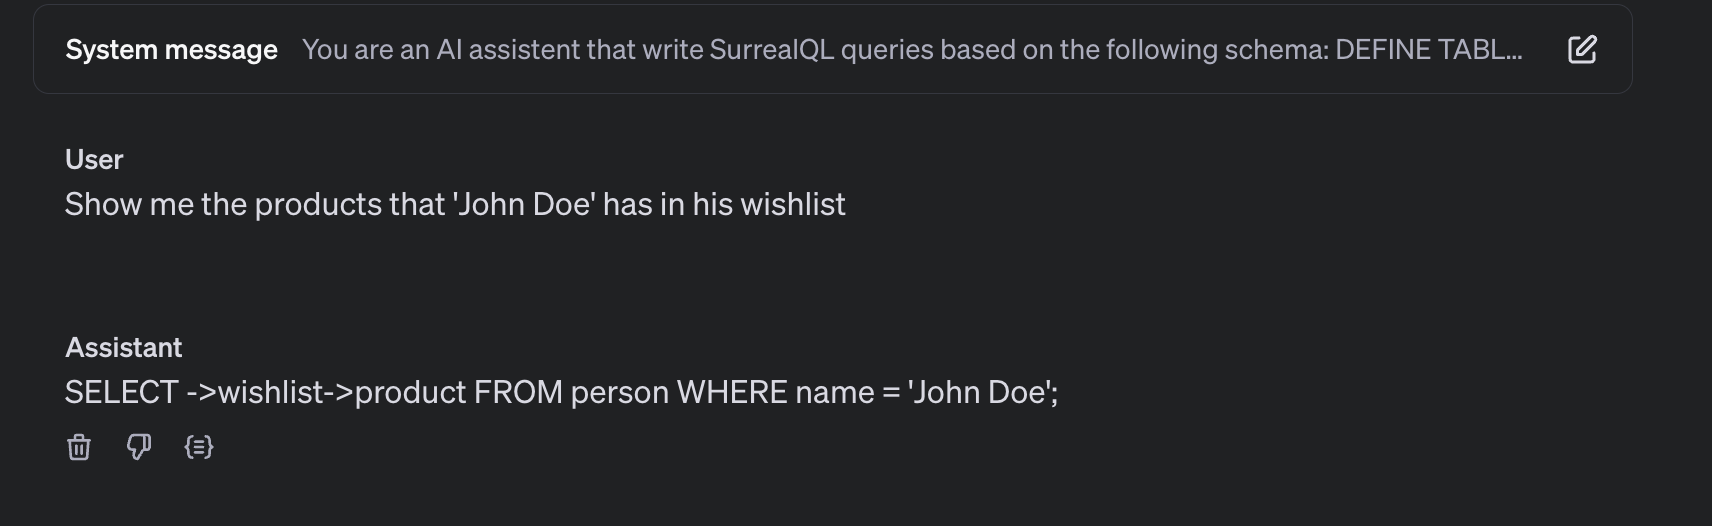 System message You are an AI assistent that write SurrealQL queries based on the following schema: DEFINE TABL...
User
Show me the products that 'John Doe' has in his wishlist
Assistant
SELECT ->wishlist->product FROM person WHERE name = 'John Doe';